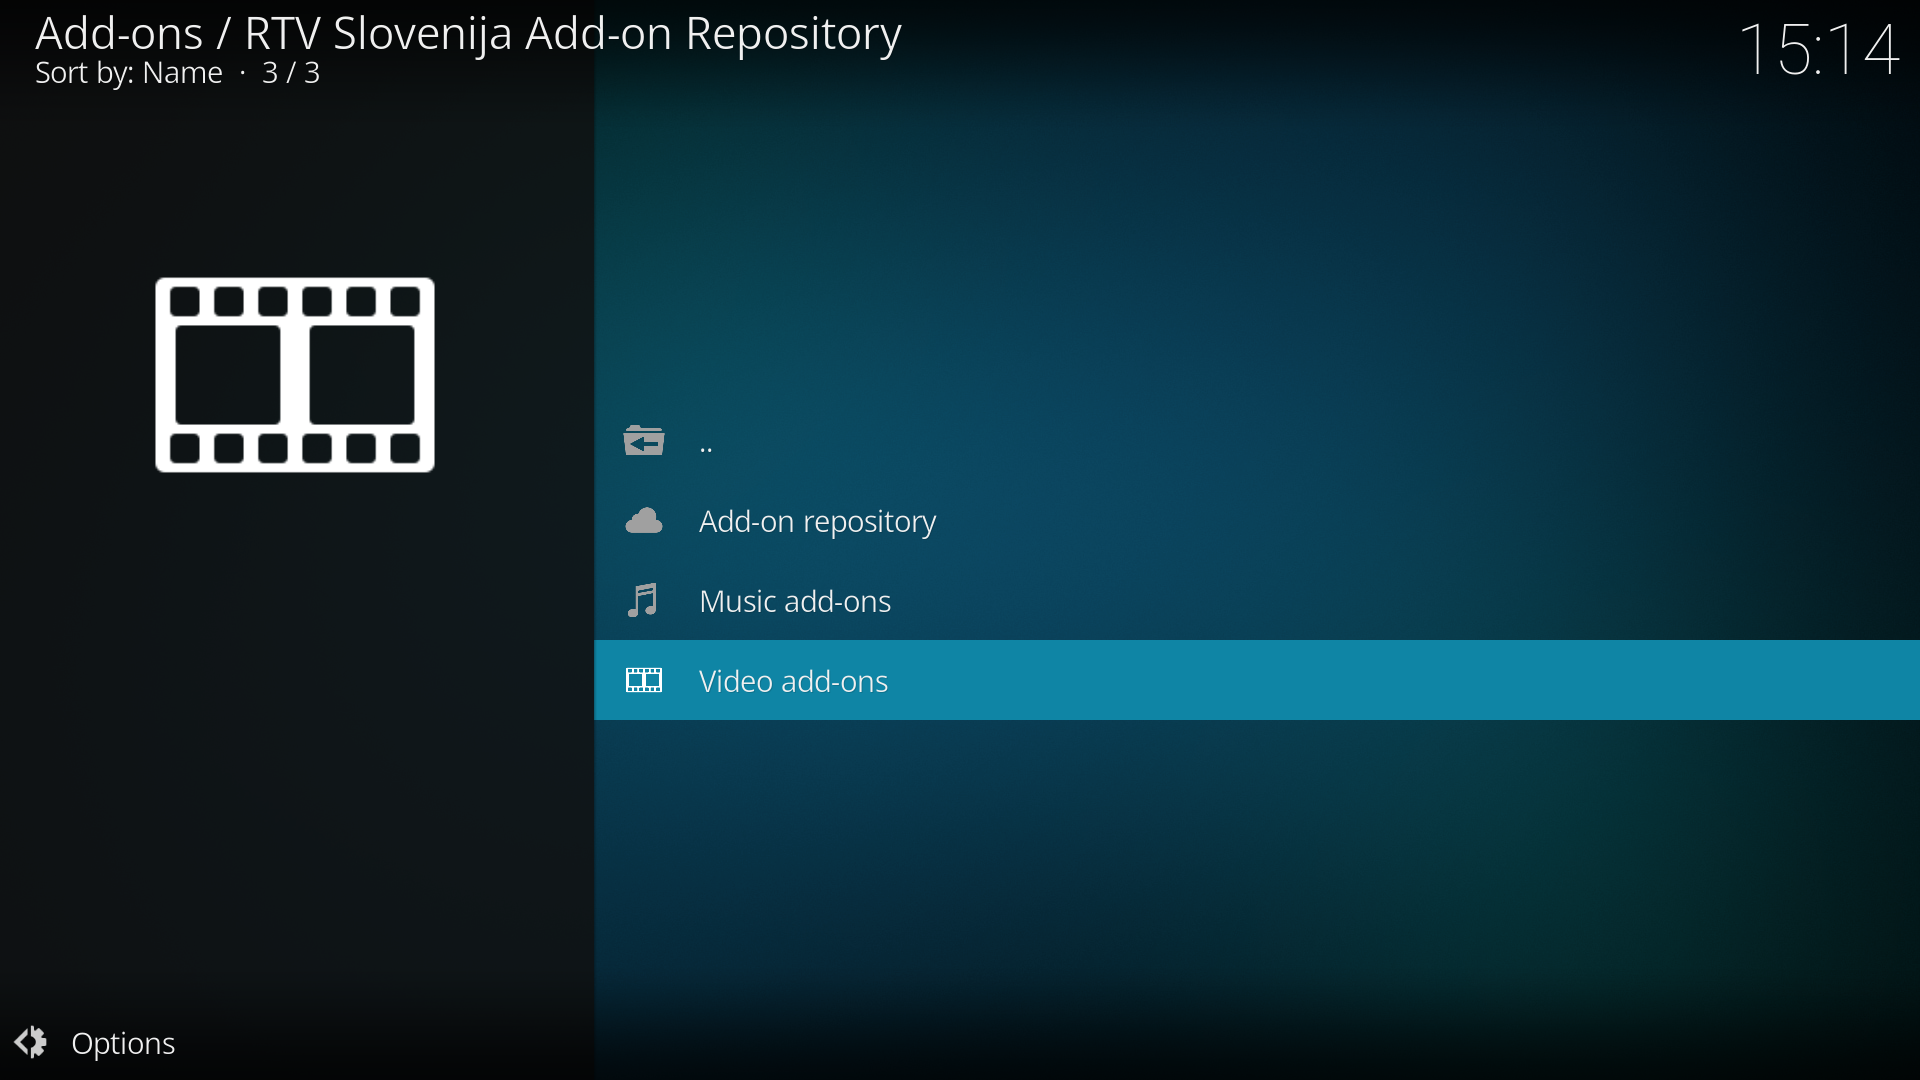 Add-ons / RTV Slovenija Add-on Repository
Sort by: Name · 3 / 3
15:14
..
Add-on repository
Music add-ons
Video add-ons
Options